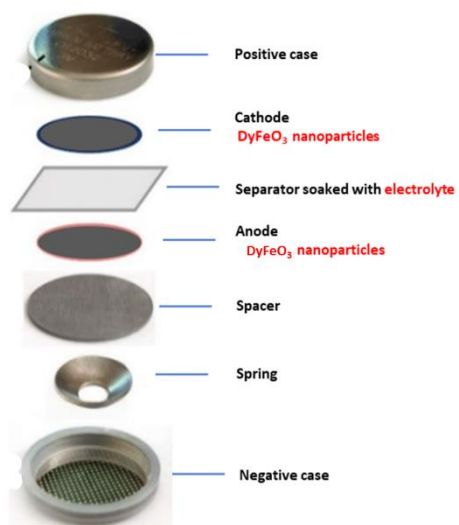 Positive case
Cathode
DyFeO₃ nanoparticles
Separator soaked with electrolyte
Anode
DyFeO₃ nanoparticles
Spacer
Spring
Negative case